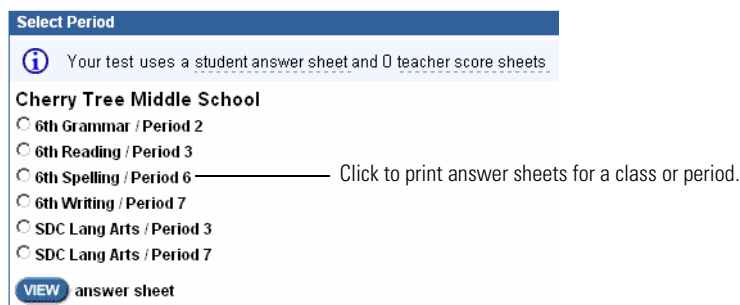 Select Period
i Your test uses a student answer sheet and 0 teacher score sheets
Cherry Tree Middle School
6th Grammar / Period 2
6th Reading / Period 3
6th Spelling / Period 6 Click to print answer sheets for a class or period.
6th Writing / Period 7
SDC Lang Arts / Period 3
SDC Lang Arts / Period 7
VIEW answer sheet